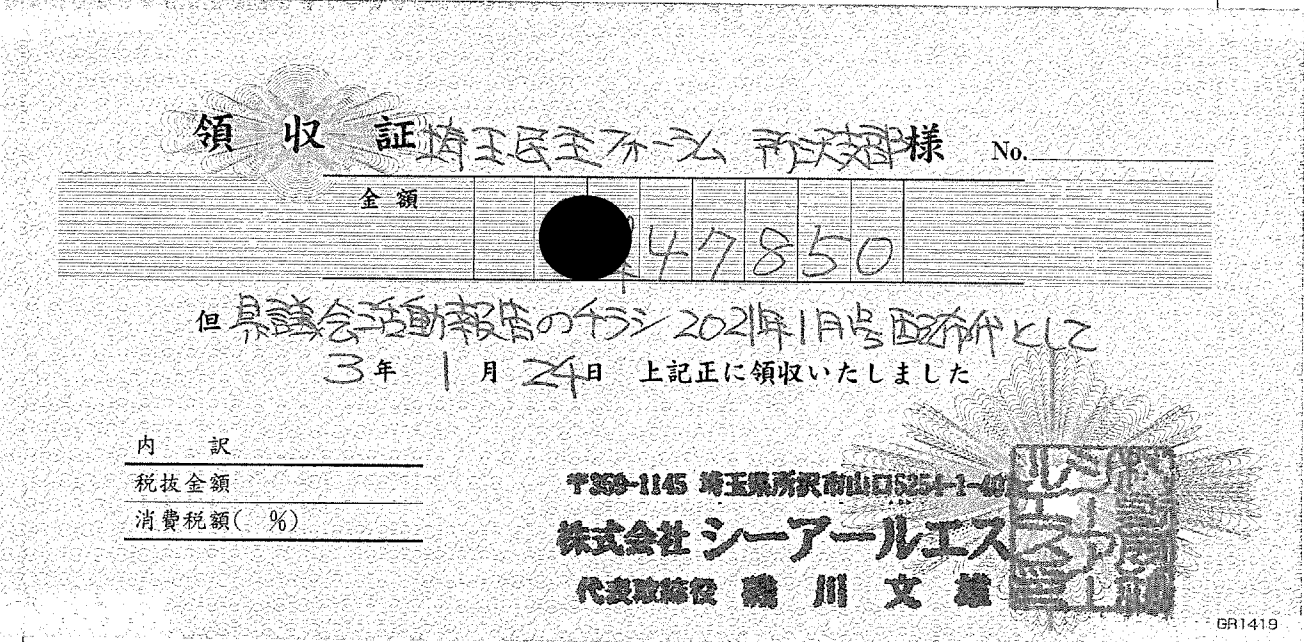 領収証 埼玉民主フォーラム 所沢支部様 No.
金額 ¥47850
但 県議会活動報告のチラシ2021年1月号配布代として
3年 1月 24日 上記正に領収いたしました
内訳
税抜金額
消費税額( %)
〒359-1145 埼玉県所沢市山口5254-1-407
株式会社 シーアールエス
代表取締役 磯川文雄
GR1419